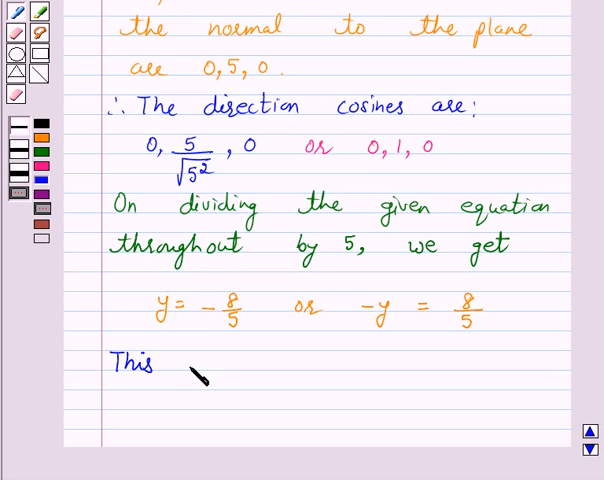 the normal to the plane
are 0, 5, 0.
∴ The direction cosines are:
0, 5/√5², 0 or 0, 1, 0
On dividing the given equation
throughout by 5, we get
y = -8/5 or -y = 8/5
This